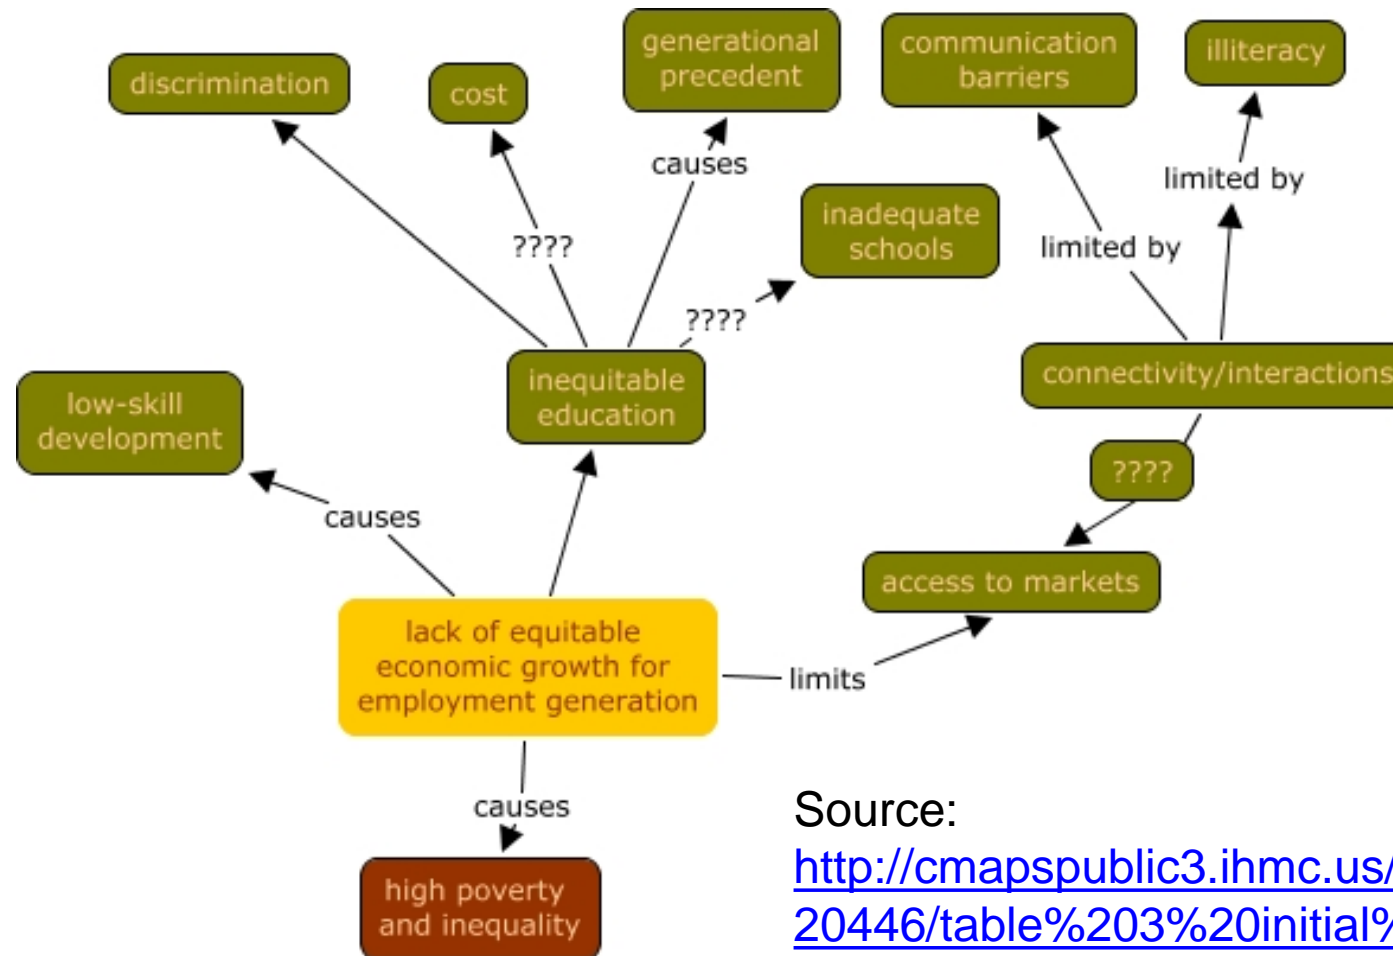 discrimination
cost
generational
precedent
communication
barriers
illiteracy
causes
limited by
inadequate
schools
????
limited by
????
inequitable
education
connectivity/interactions
low-skill
development
????
causes
access to markets
lack of equitable
economic growth for
employment generation
limits
causes
Source:
http://cmapspublic3.ihmc.us/
20446/table%203%20initial%
high poverty
and inequality